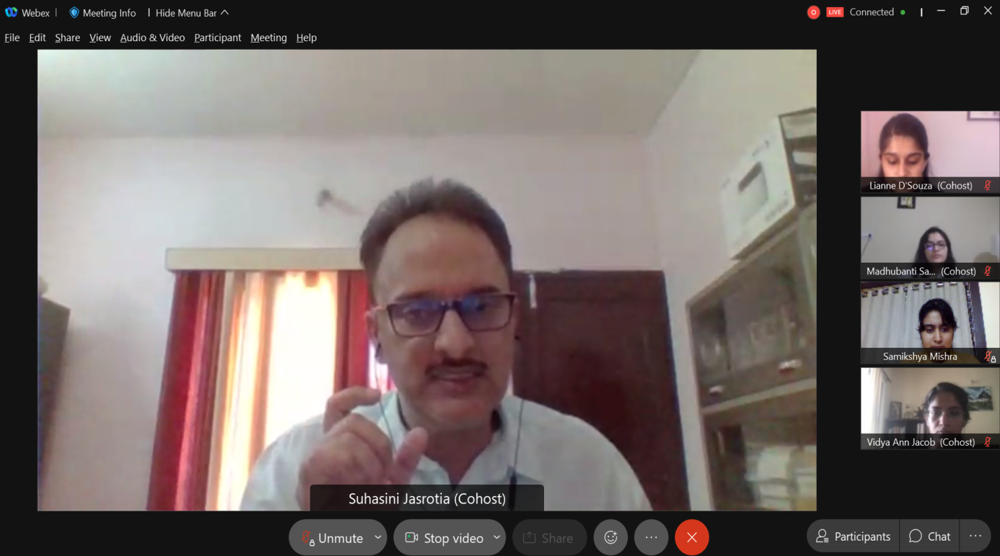 Webex
Meeting Info
Hide Menu Bar
LIVE
Connected
File Edit Share View Audio & Video Participant Meeting Help
Lianne D'Souza (Cohost)
Madhubanti Sa... (Cohost)
Samikshya Mishra
Vidya Ann Jacob (Cohost)
Suhasini Jasrotia (Cohost)
Unmute
Stop video
Share
Participants
Chat